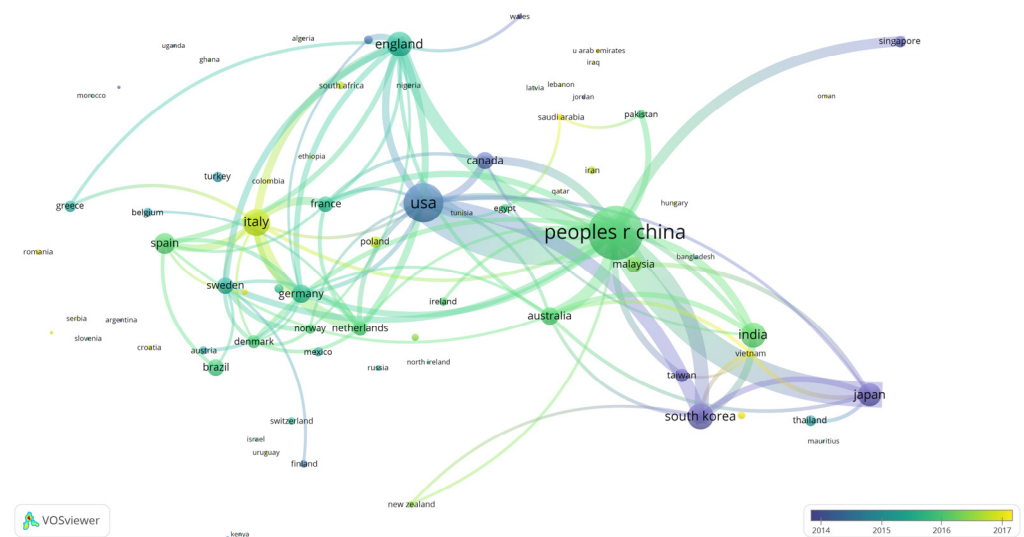 wales
algeria
england
uganda
singapore
u arab emirates
ghana
iraq
south africa
nigeria
latvia
lebanon
morocco
jordan
oman
saudi arabia
pakistan
ethiopia
canada
turkey
colombia
iran
qatar
greece
belgium
france
usa
tunisia
egypt
hungary
italy
peoples r china
spain
poland
romania
malaysia
bangladesh
sweden
germany
ireland
serbia
argentina
norway
netherlands
australia
slovenia
denmark
india
croatia
austria
mexico
vietnam
brazil
russia
north ireland
taiwan
japan
south korea
switzerland
thailand
israel
mauritius
uruguay
finland
new zealand
kenya
VOSviewer
2014 2015 2016 2017